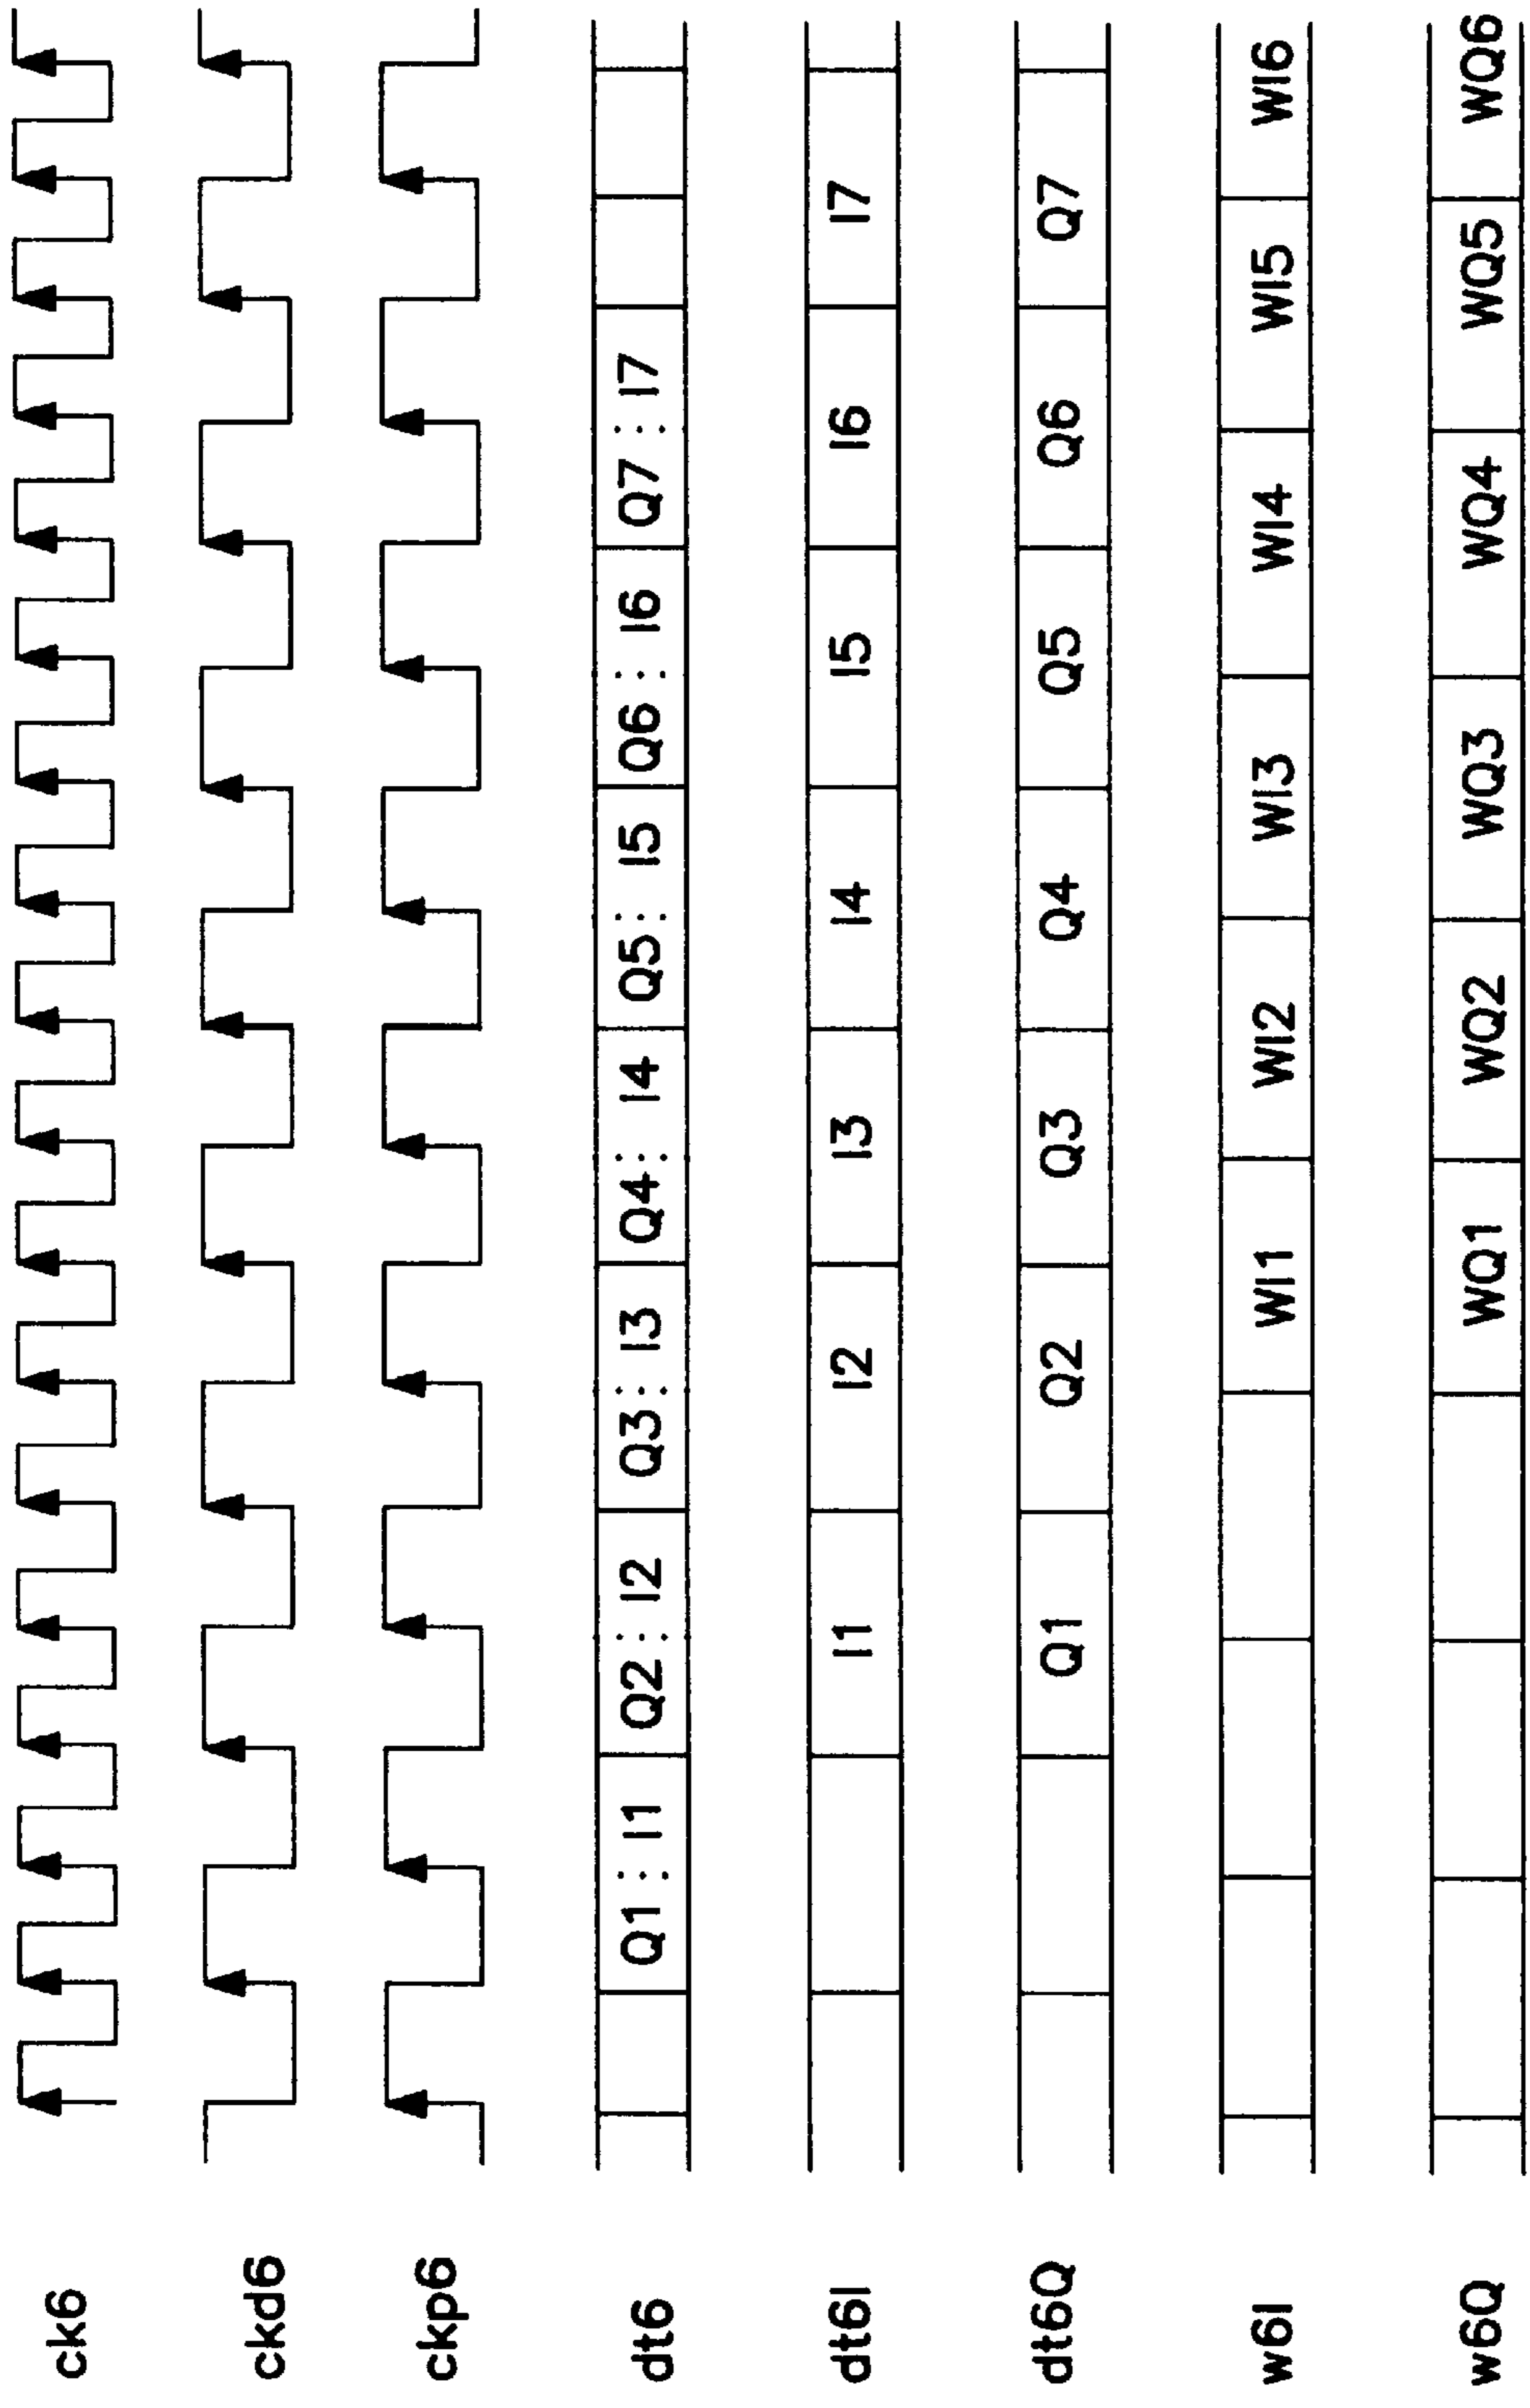 ck6
ckd6
ckp6
dt6 Q1 : I1 Q2 : I2 Q3 : I3 Q4 : I4 Q5 : I5 Q6 : I6 Q7 : I7
dt6I I1 I2 I3 I4 I5 I6 I7
dt6Q Q1 Q2 Q3 Q4 Q5 Q6 Q7
w6I WI1 WI2 WI3 WI4 WI5 WI6
w6Q WQ1 WQ2 WQ3 WQ4 WQ5 WQ6